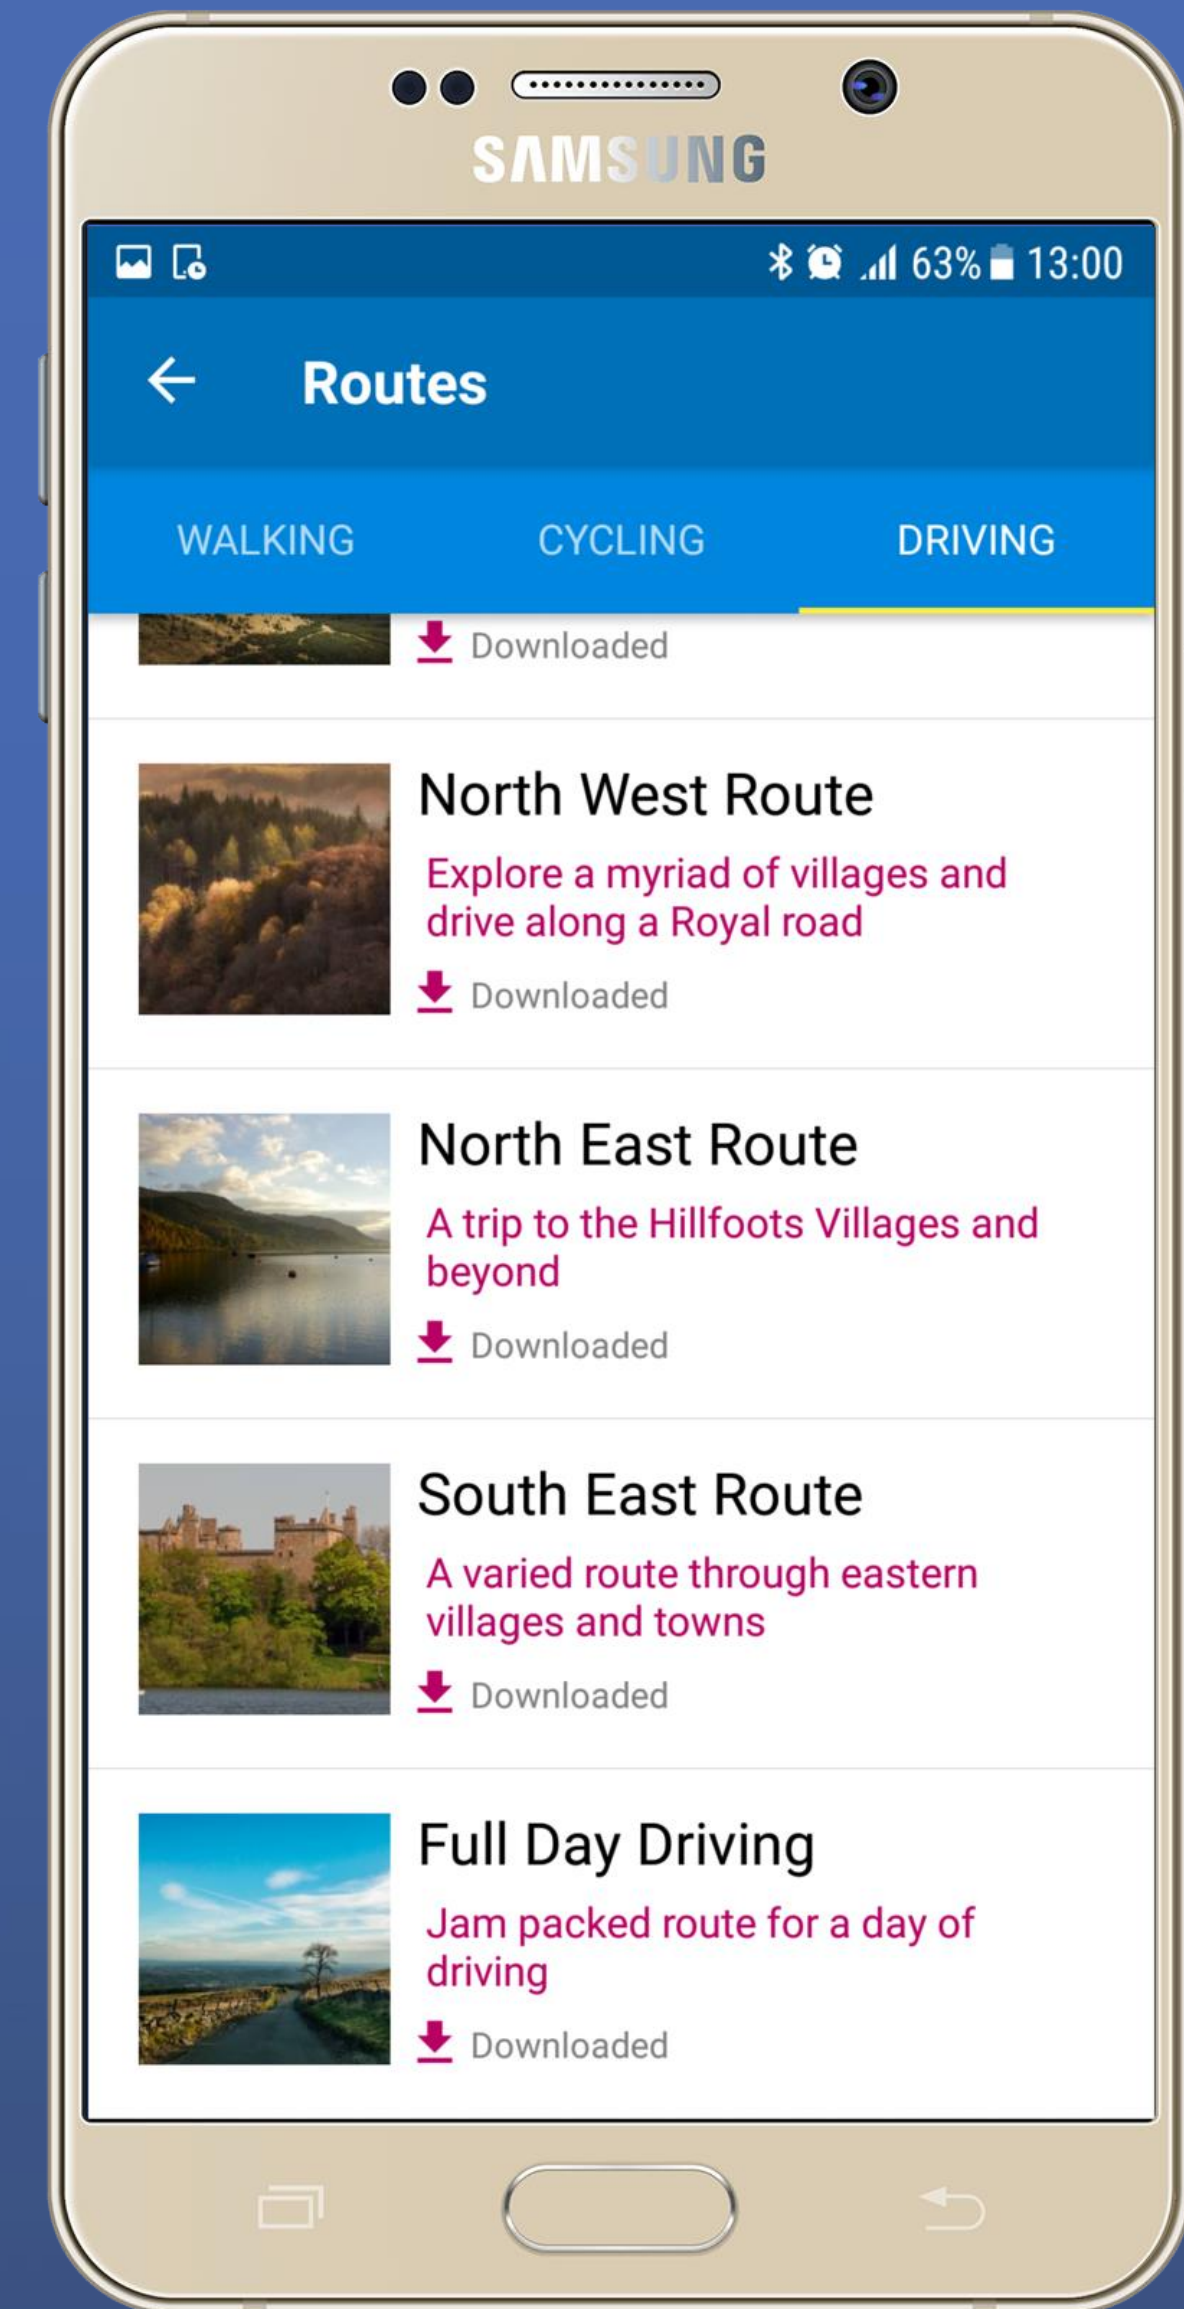 SAMSUNG
63% 13:00
Routes
WALKING CYCLING DRIVING
Downloaded
North West Route
Explore a myriad of villages and
drive along a Royal road
Downloaded
North East Route
A trip to the Hillfoots Villages and
beyond
Downloaded
South East Route
A varied route through eastern
villages and towns
Downloaded
Full Day Driving
Jam packed route for a day of
driving
Downloaded